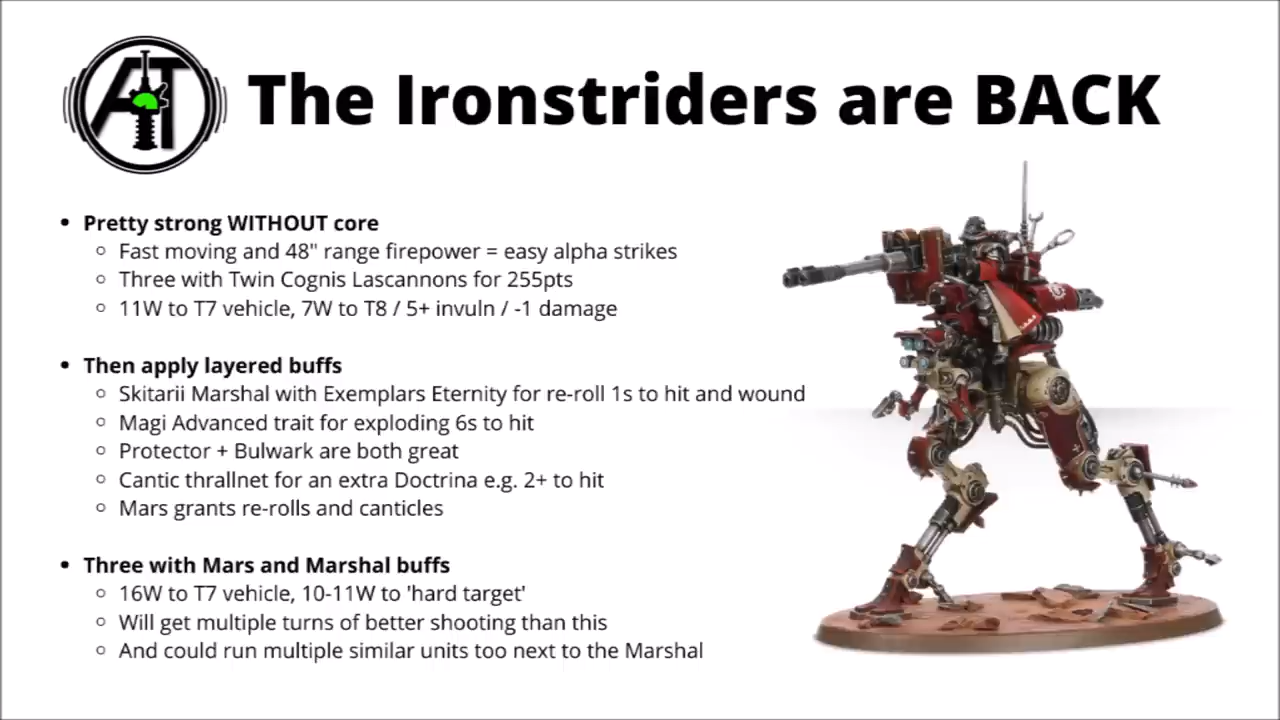 AT
The Ironstriders are BACK
• Pretty strong WITHOUT core
◦ Fast moving and 48" range firepower = easy alpha strikes
◦ Three with Twin Cognis Lascannons for 255pts
◦ 11W to T7 vehicle, 7W to T8 / 5+ invuln / -1 damage
• Then apply layered buffs
◦ Skitarii Marshal with Exemplars Eternity for re-roll 1s to hit and wound
◦ Magi Advanced trait for exploding 6s to hit
◦ Protector + Bulwark are both great
◦ Cantic thrallnet for an extra Doctrina e.g. 2+ to hit
◦ Mars grants re-rolls and canticles
• Three with Mars and Marshal buffs
◦ 16W to T7 vehicle, 10-11W to 'hard target'
◦ Will get multiple turns of better shooting than this
◦ And could run multiple similar units too next to the Marshal